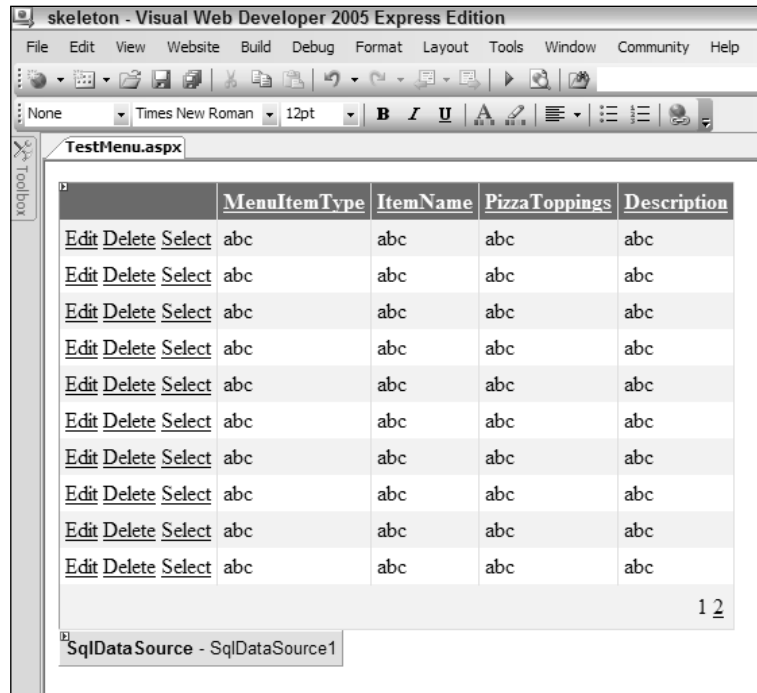 skeleton - Visual Web Developer 2005 Express Edition
File Edit View Website Build Debug Format Layout Tools Window Community Help
None Times New Roman 12pt B I U A
TestMenu.aspx
Toolbox
MenuItemType ItemName PizzaToppings Description
Edit Delete Select abc abc abc abc
Edit Delete Select abc abc abc abc
Edit Delete Select abc abc abc abc
Edit Delete Select abc abc abc abc
Edit Delete Select abc abc abc abc
Edit Delete Select abc abc abc abc
Edit Delete Select abc abc abc abc
Edit Delete Select abc abc abc abc
Edit Delete Select abc abc abc abc
Edit Delete Select abc abc abc abc
1 2
SqlDataSource - SqlDataSource1